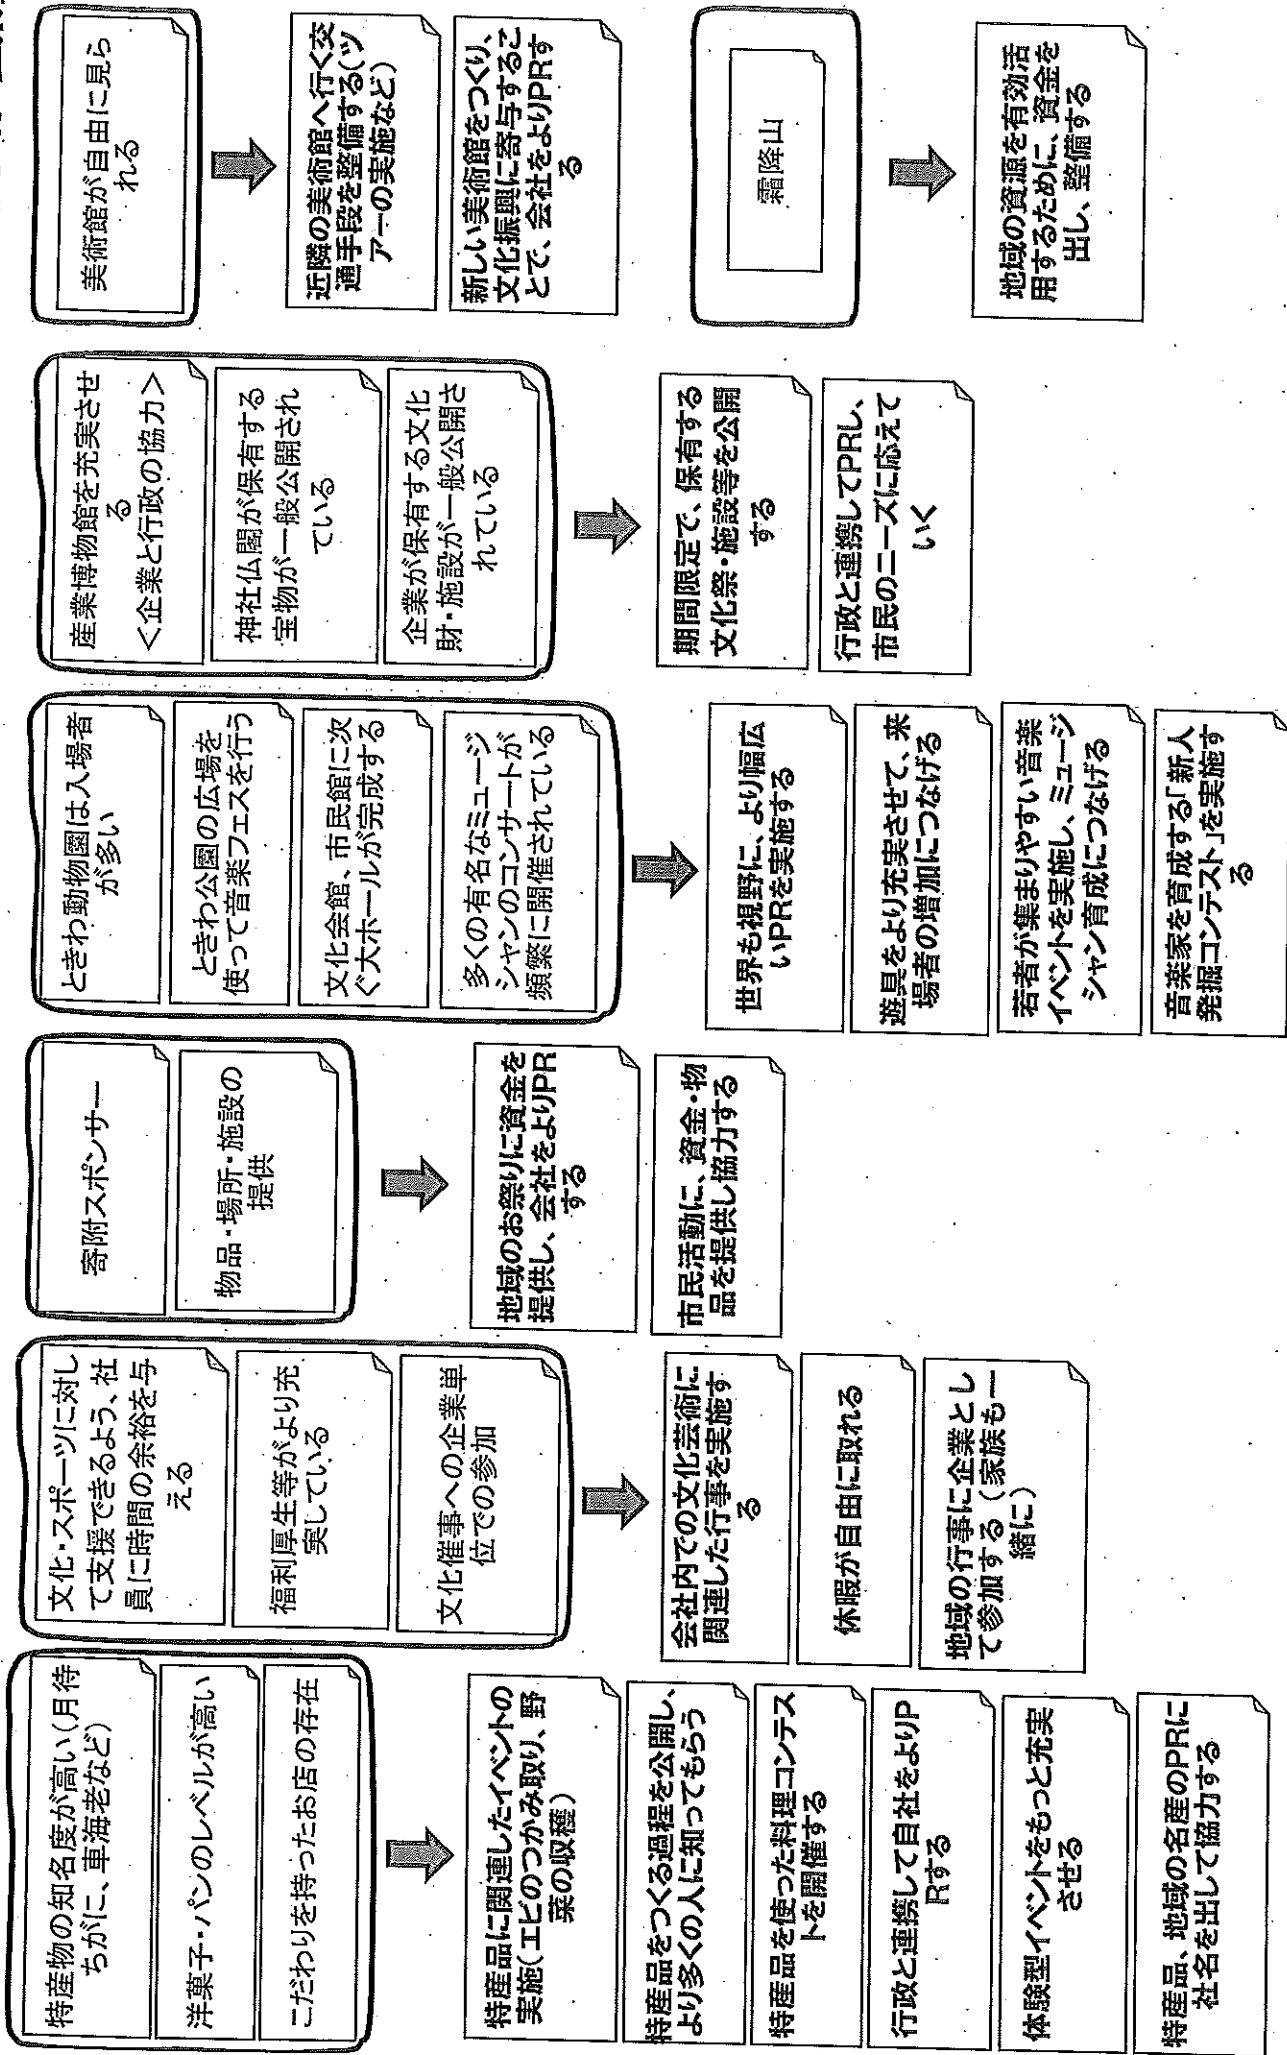 特産物の知名度が高い（月待
ちがに、車海老など）
洋菓子・パンのレベルが高い
こだわりを持ったお店の存在
特産品に関連したイベントの
実施（エビのつかみ取り、野
菜の収穫）
特産品をつくる過程を公開し、
より多くの人に知ってもらう
特産品を使った料理コンテス
トを開催する
行政と連携して自社をよりP
Rする
体験型イベントをもっと充実
させる
特産品、地域の名産のPRに
社名を出して協力する
文化・スポーツに対し
て支援できるよう、社
員に時間の余裕を与
える
福利厚生等がより充
実している
文化催事への企業単
位での参加
会社内での文化芸術に
関連した行事を実施す
る
休暇が自由に取れる
地域の行事に企業とし
て参加する（家族も一
緒に）
寄附スポンサー
物品・場所・施設の
提供
地域のお祭りに資金を
提供し、会社をよりPR
する
市民活動に、資金・物
品を提供し協力する
ときわ動物園は入場者
が多い
ときわ公園の広場を
使って音楽フェスを行う
文化会館、市民館に次
ぐ大ホールが完成する
多くの有名なミュージ
シャンのコンサートが
頻繁に開催されている
世界も視野に、より幅広
いPRを実施する
遊具をより充実させて、来
場者の増加につなげる
若者が集まりやすい音楽
イベントを実施し、ミュージ
シャン育成につなげる
音楽家を育成する「新人
発掘コンテスト」を実施す
る
産業博物館を充実させ
る
＜企業と行政の協力＞
神社仏閣が保有する
宝物が一般公開され
ている
企業が保有する文化
財・施設が一般公開さ
れている
期間限定で、保有する
文化祭・施設等を公開
する
行政と連携してPRし、
市民のニーズに応えて
いく
美術館が自由に見ら
れる
近隣の美術館へ行く交
通手段を整備する（ツ
アーの実施など）
新しい美術館をつくり、
文化振興に寄与するこ
とで、会社をよりPRす
る
霜降山
地域の資源を有効活
用するために、資金を
出し、整備する